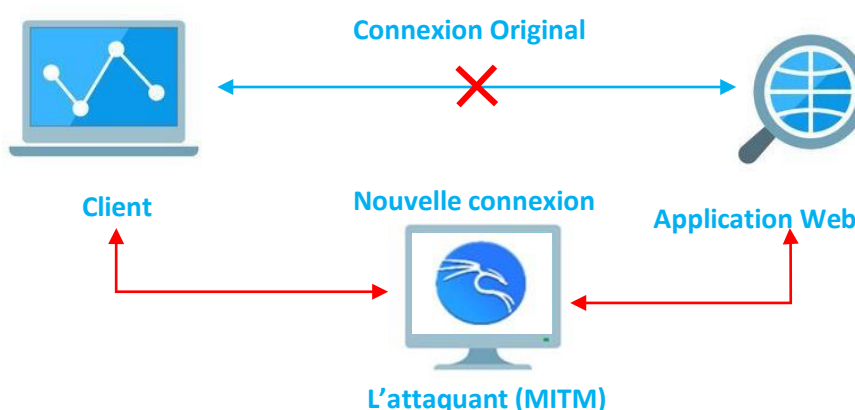 Connexion Original
Client
Nouvelle connexion
Application Web
L’attaquant (MITM)